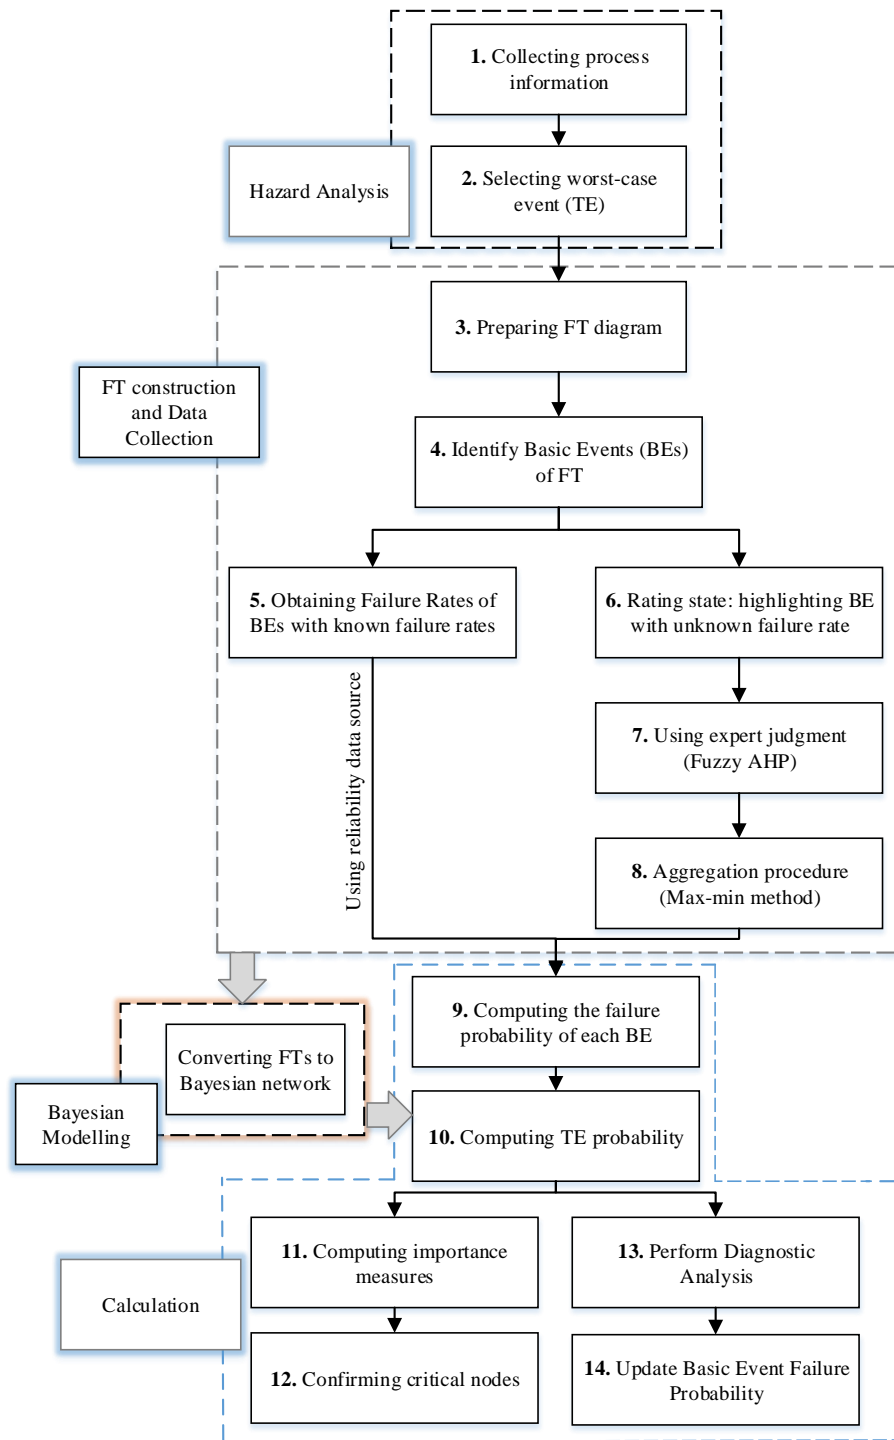 1. Collecting process
information
Hazard Analysis
2. Selecting worst-case
event (TE)
3. Preparing FT diagram
FT construction
and Data
Collection
4. Identify Basic Events (BEs)
of FT
5. Obtaining Failure Rates of
BEs with known failure rates
6. Rating state: highlighting BE
with unknown failure rate
Using reliability data source
7. Using expert judgment
(Fuzzy AHP)
8. Aggregation procedure
(Max-min method)
9. Computing the failure
probability of each BE
Converting FTs to
Bayesian network
Bayesian
Modelling
10. Computing TE probability
11. Computing importance
measures
13. Perform Diagnostic
Analysis
Calculation
12. Confirming critical nodes
14. Update Basic Event Failure
Probability